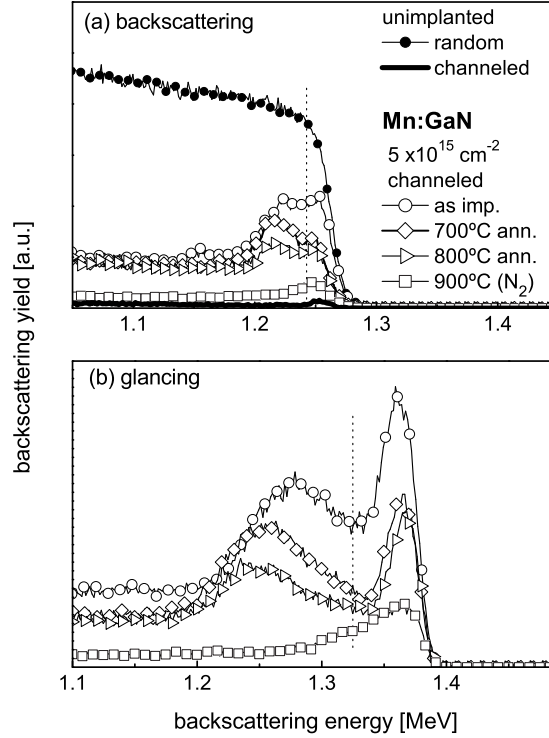 (a) backscattering
unimplanted
random
channeled
Mn:GaN
5 x10¹⁵ cm⁻²
channeled
as imp.
700ºC ann.
800ºC ann.
900ºC (N₂)
1.1 1.2 1.3 1.4
backscattering yield [a.u.]
(b) glancing
1.1 1.2 1.3 1.4
backscattering energy [MeV]